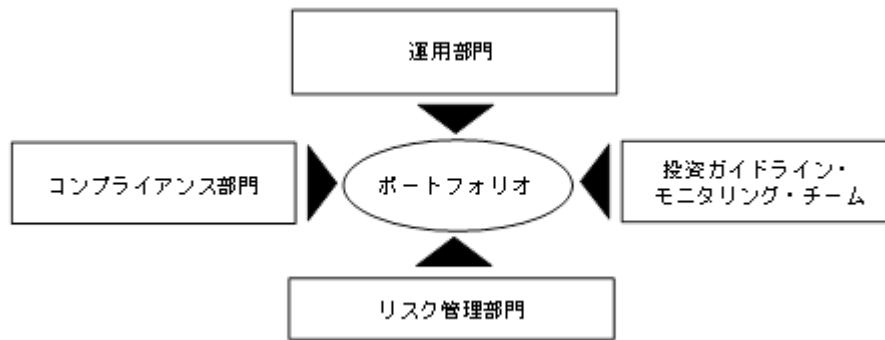 運用部門
コンプライアンス部門
ポートフォリオ
投資ガイドライン・
モニタリング・チーム
リスク管理部門